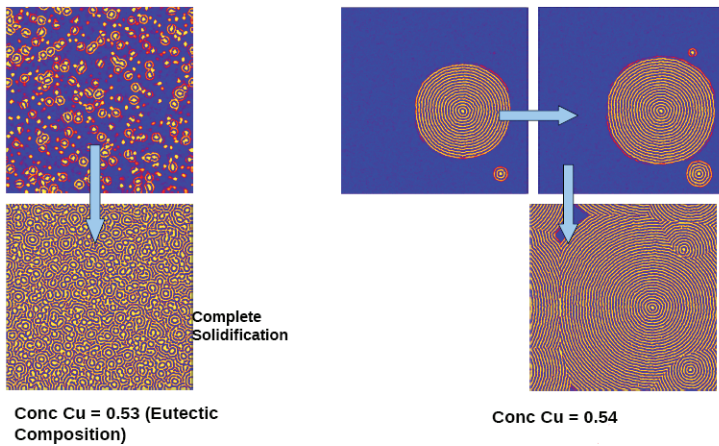 Complete
Solidification
Conc Cu = 0.53 (Eutectic
Composition)
Conc Cu = 0.54